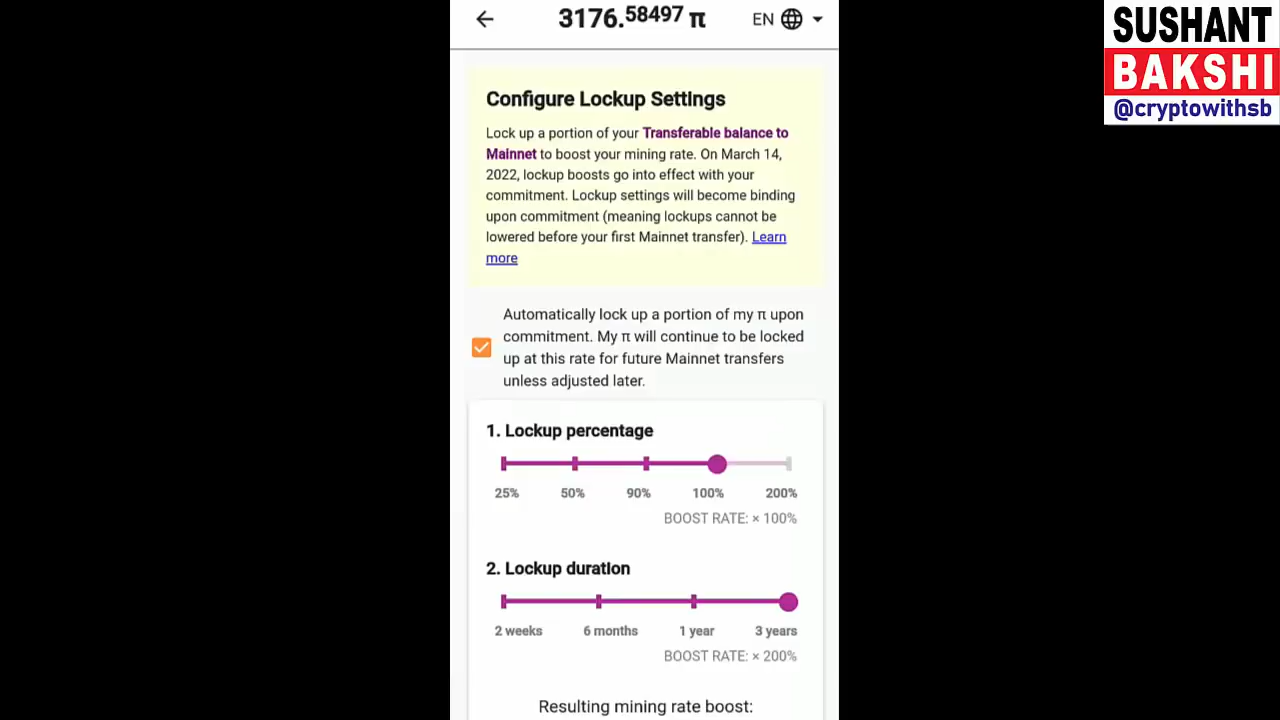 3176.58497 π
EN
SUSHANT
BAKSHI
@cryptowithsb
Configure Lockup Settings
Lock up a portion of your Transferable balance to
Mainnet to boost your mining rate. On March 14,
2022, lockup boosts go into effect with your
commitment. Lockup settings will become binding
upon commitment (meaning lockups cannot be
lowered before your first Mainnet transfer). Learn
more
Automatically lock up a portion of my π upon
commitment. My π will continue to be locked
up at this rate for future Mainnet transfers
unless adjusted later.
1. Lockup percentage
25% 50% 90% 100% 200%
BOOST RATE: × 100%
2. Lockup duration
2 weeks 6 months 1 year 3 years
BOOST RATE: × 200%
Resulting mining rate boost: